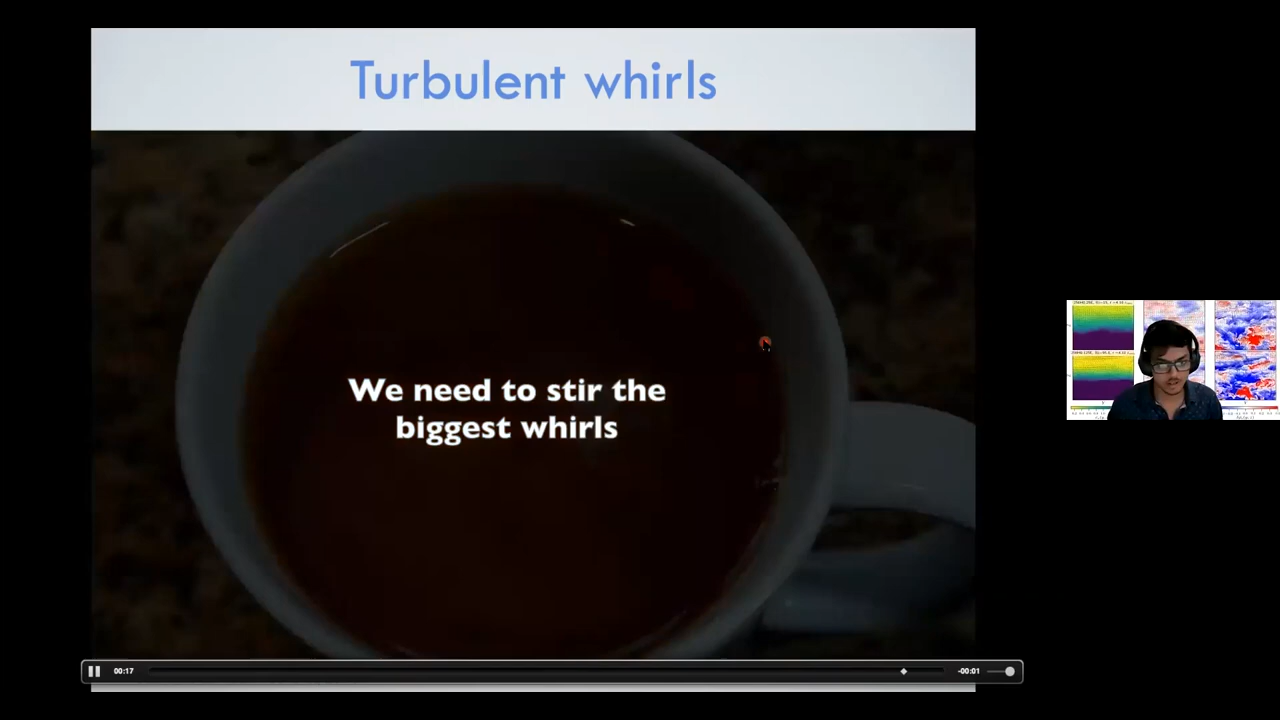 Turbulent whirls
We need to stir the
biggest whirls
00:17
-00:01